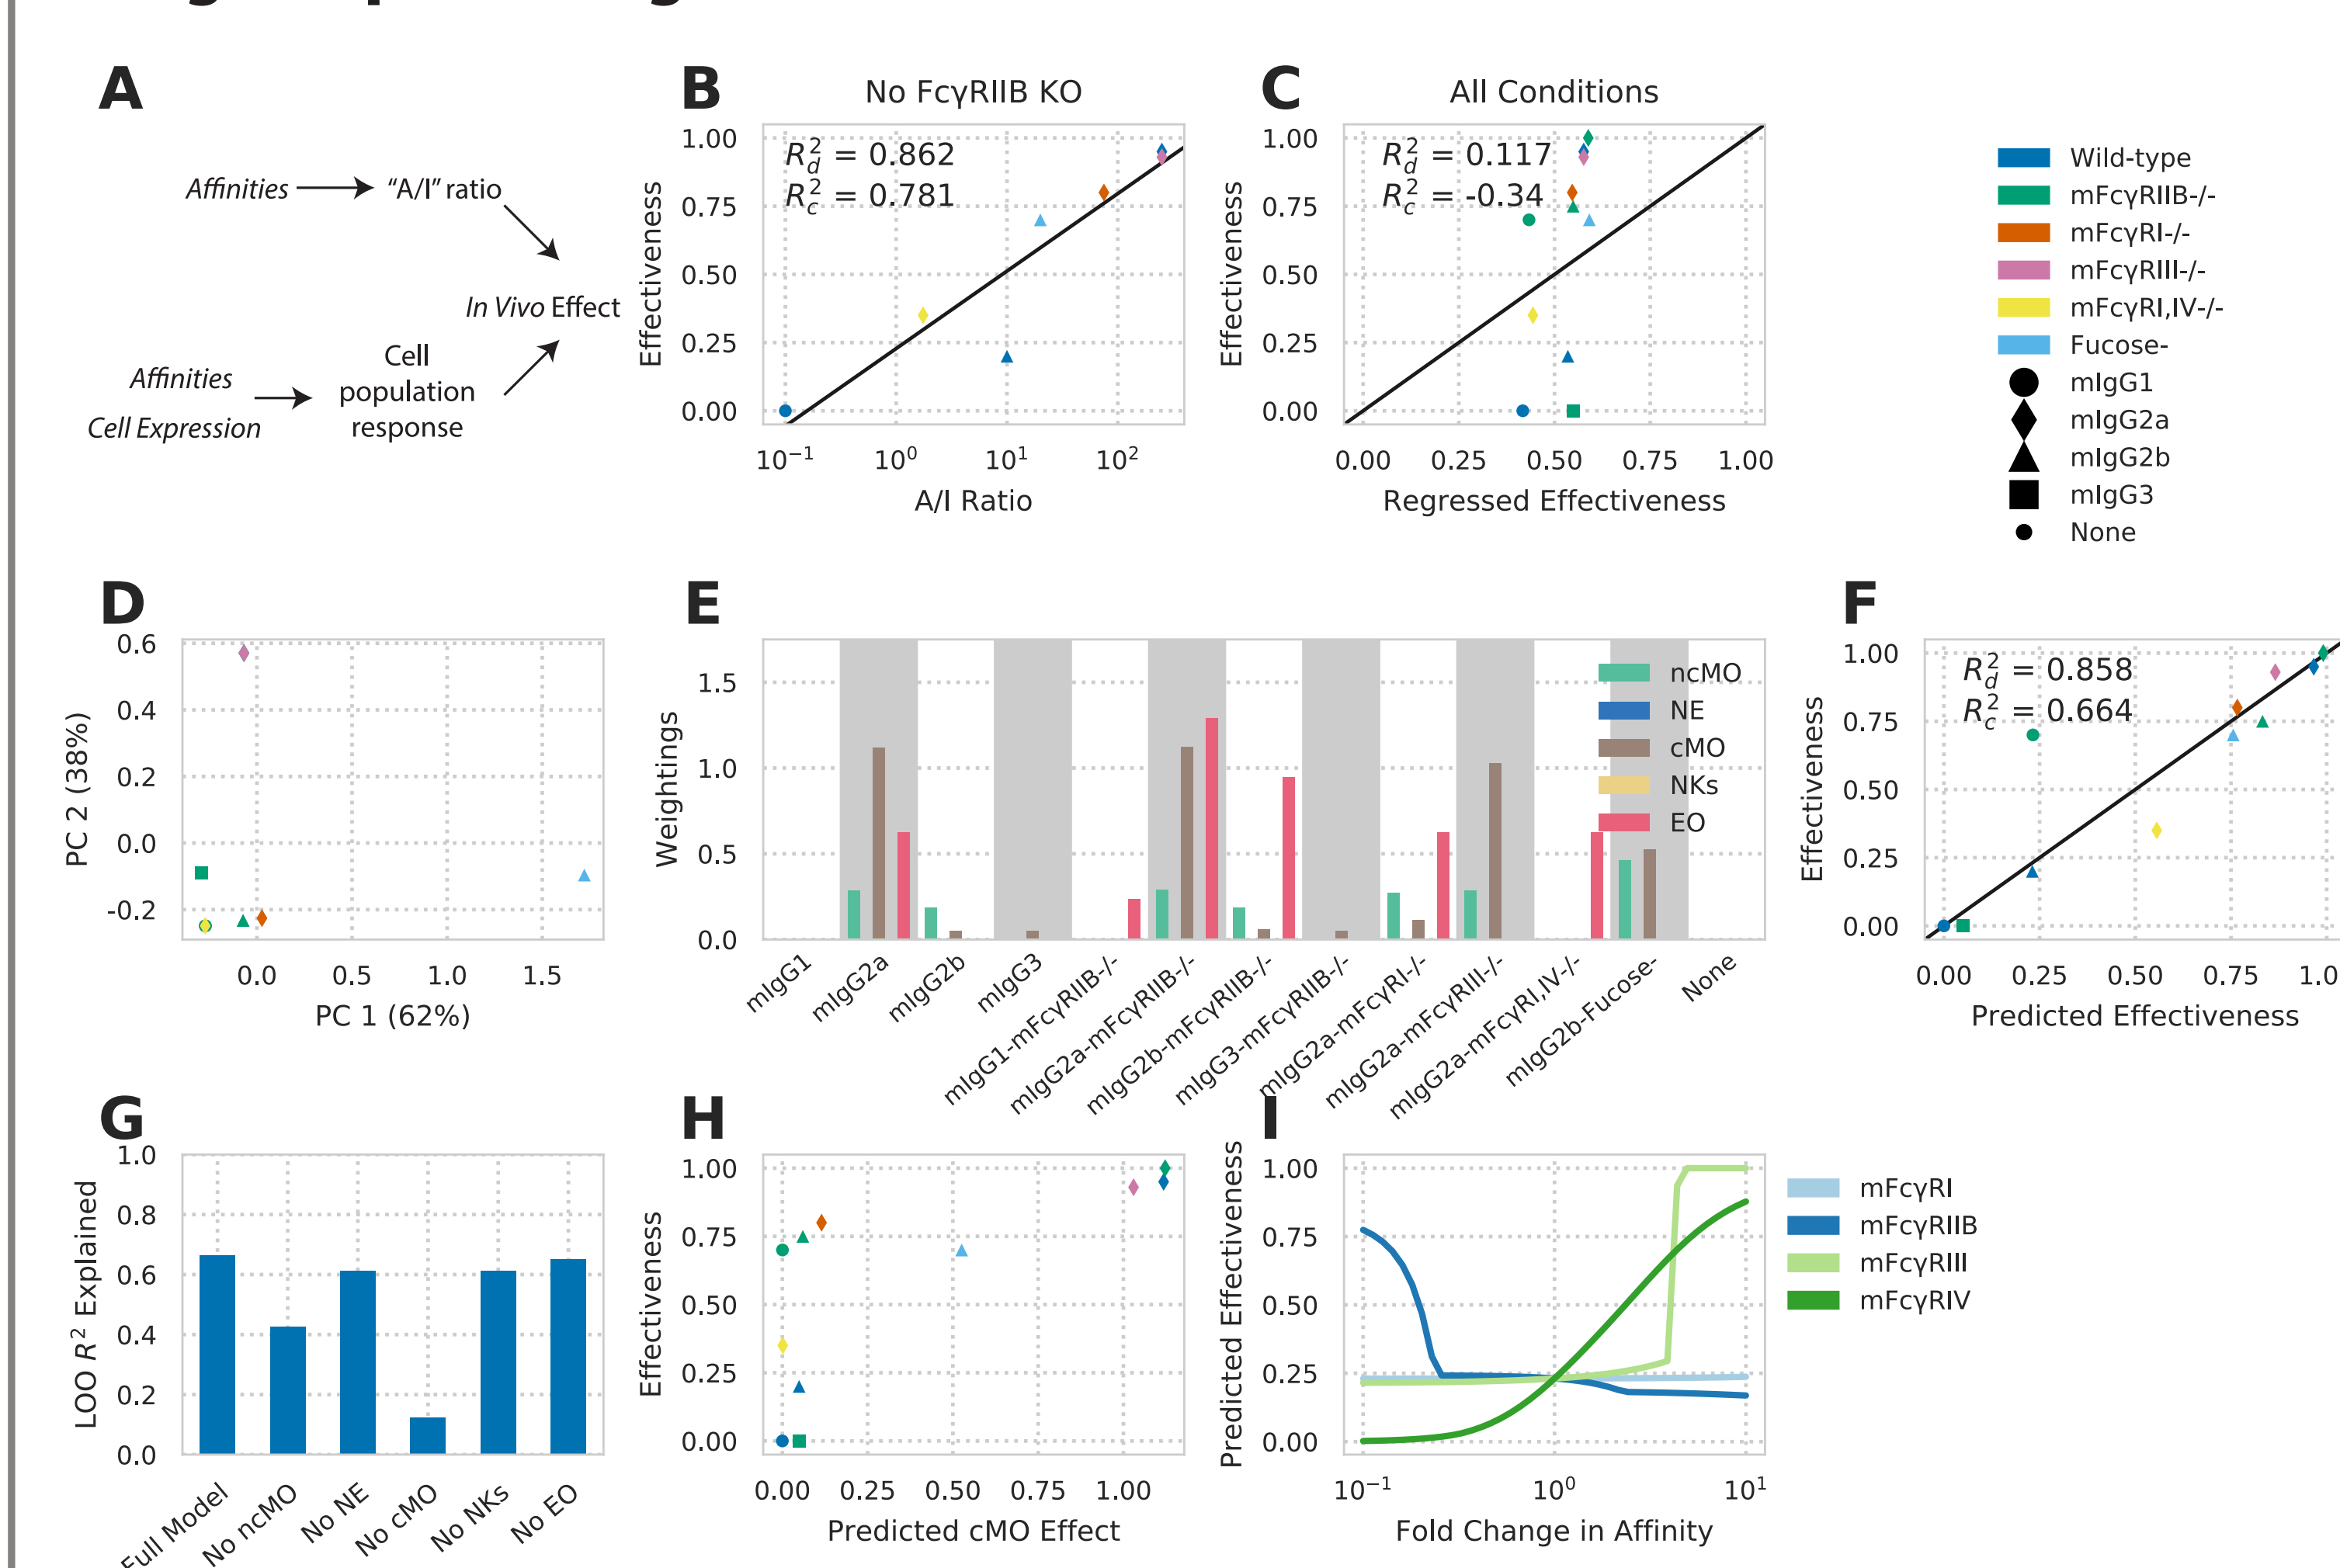 A
Affinities
"A/I" ratio
In Vivo Effect
Affinities
Cell Expression
Cell
population
response
B
No FcγRIIB KO
R²d = 0.862
R²c = 0.781
Effectiveness
1.00
0.75
0.50
0.25
0.00
10⁻¹
10⁰
10¹
10²
A/I Ratio
C
All Conditions
R²d = 0.117
R²c = -0.34
Effectiveness
1.00
0.75
0.50
0.25
0.00
0.00
0.25
0.50
0.75
1.00
Regressed Effectiveness
Wild-type
mFcγRIIB-/-
mFcγRI-/-
mFcγRIII-/-
mFcγRI,IV-/-
Fucose-
mIgG1
mIgG2a
mIgG2b
mIgG3
None
D
PC 2 (38%)
0.6
0.4
0.2
0.0
-0.2
0.0
0.5
1.0
1.5
PC 1 (62%)
E
Weightings
1.5
1.0
0.5
0.0
ncMO
NE
cMO
NKs
EO
mIgG1
mIgG2a
mIgG2b
mIgG3
mIgG1-mFcγRIIB-/-
mIgG2a-mFcγRIIB-/-
mIgG2b-mFcγRIIB-/-
mIgG3-mFcγRIIB-/-
mIgG2a-mFcγRI-/-
mIgG2a-mFcγRIII-/-
mIgG2a-mFcγRI,IV-/-
mIgG2b-Fucose-
None
F
R²d = 0.858
R²c = 0.664
Effectiveness
1.00
0.75
0.50
0.25
0.00
0.00
0.25
0.50
0.75
1.0
Predicted Effectiveness
G
LOO R² Explained
1.0
0.8
0.6
0.4
0.2
0.0
Full Model
No ncMO
No NE
No cMO
No NKs
No EO
H
Effectiveness
1.00
0.75
0.50
0.25
0.00
0.00
0.25
0.50
0.75
1.00
Predicted cMO Effect
I
Predicted Effectiveness
1.00
0.75
0.50
0.25
0.00
10⁻¹
10⁰
10¹
Fold Change in Affinity
mFcγRI
mFcγRIIB
mFcγRIII
mFcγRIV